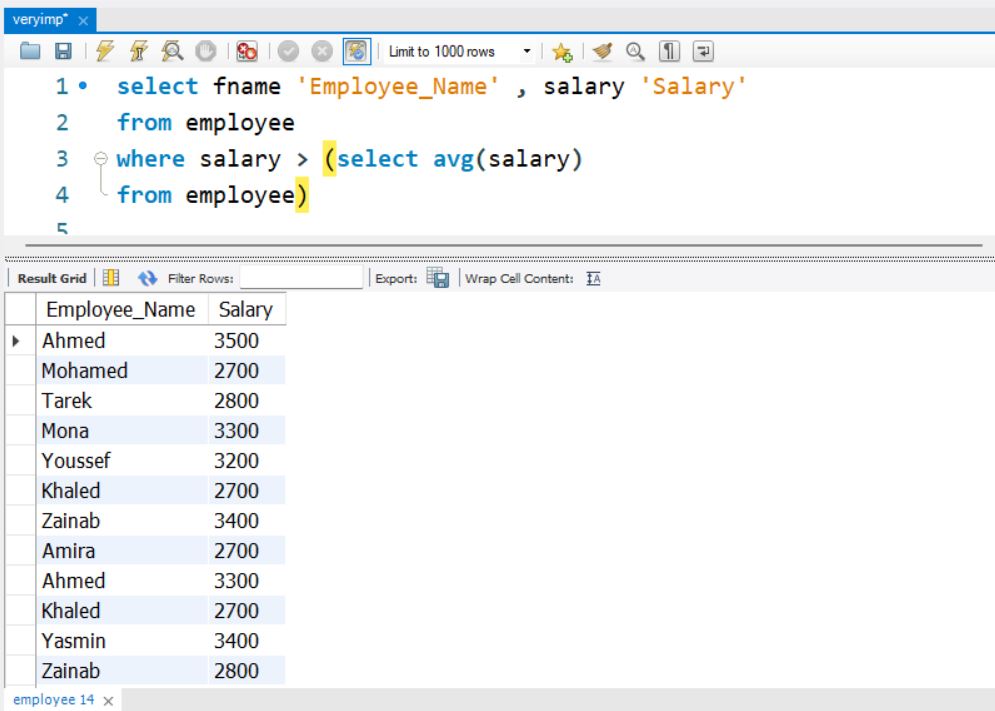 veryimp*
Limit to 1000 rows
1 select fname 'Employee_Name' , salary 'Salary'
2 from employee
3 where salary > (select avg(salary)
4 from employee)
5
Result Grid Filter Rows: Export: Wrap Cell Content:
Employee_Name Salary
Ahmed 3500
Mohamed 2700
Tarek 2800
Mona 3300
Youssef 3200
Khaled 2700
Zainab 3400
Amira 2700
Ahmed 3300
Khaled 2700
Yasmin 3400
Zainab 2800
employee 14